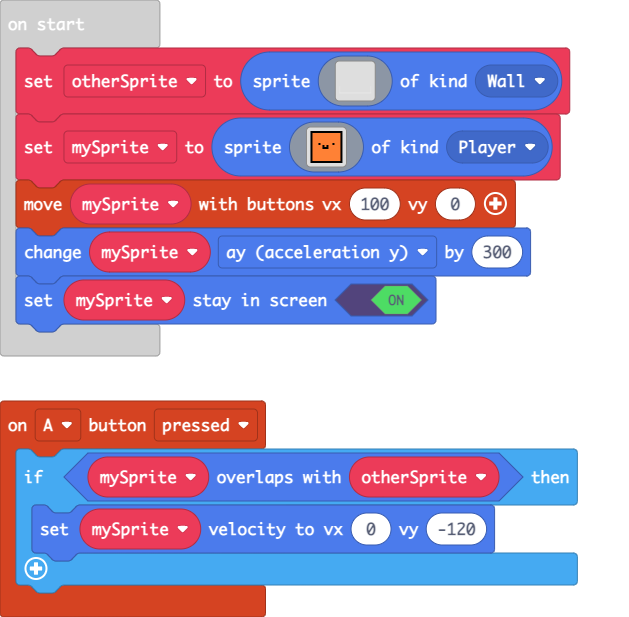 on start
set otherSprite to sprite of kind Wall
set mySprite to sprite of kind Player
move mySprite with buttons vx 100 vy 0
change mySprite ay (acceleration y) by 300
set mySprite stay in screen ON
on A button pressed
if mySprite overlaps with otherSprite then
set mySprite velocity to vx 0 vy -120